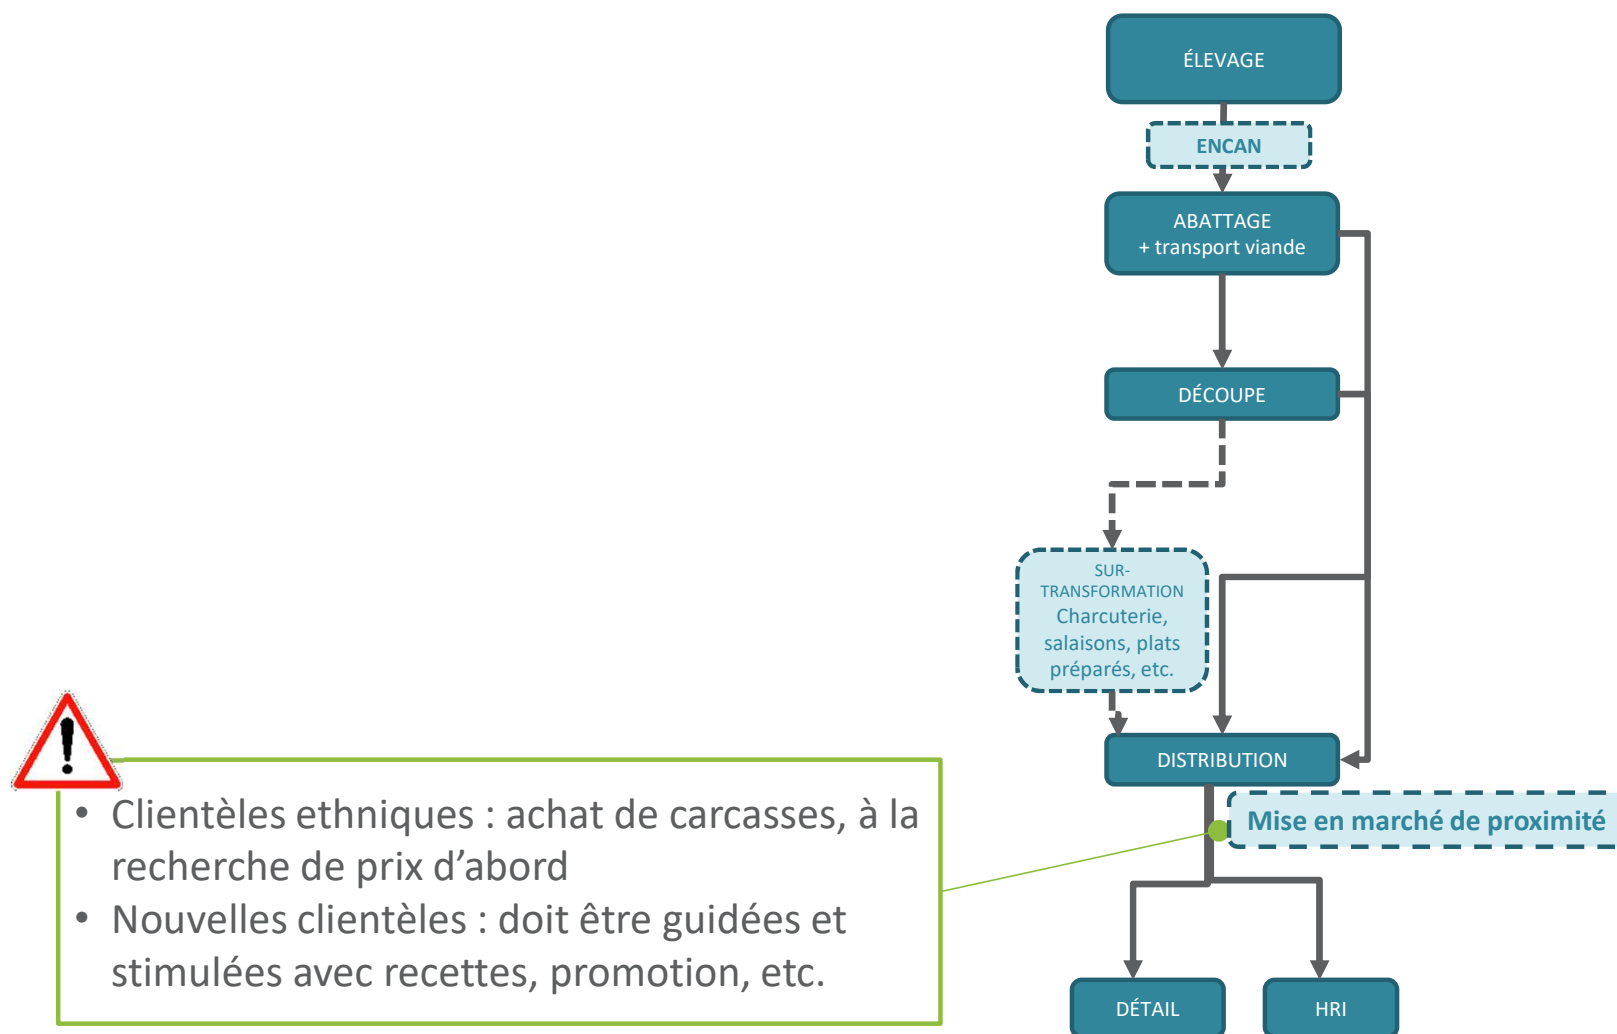 ÉLEVAGE
ENCAN
ABATTAGE
+ transport viande
DÉCOUPE
SUR-
TRANSFORMATION
Charcuterie,
salaisons, plats
préparés, etc.
DISTRIBUTION
Mise en marché de proximité
• Clientèles ethniques : achat de carcasses, à la
recherche de prix d’abord
• Nouvelles clientèles : doit être guidées et
stimulées avec recettes, promotion, etc.
DÉTAIL
HRI